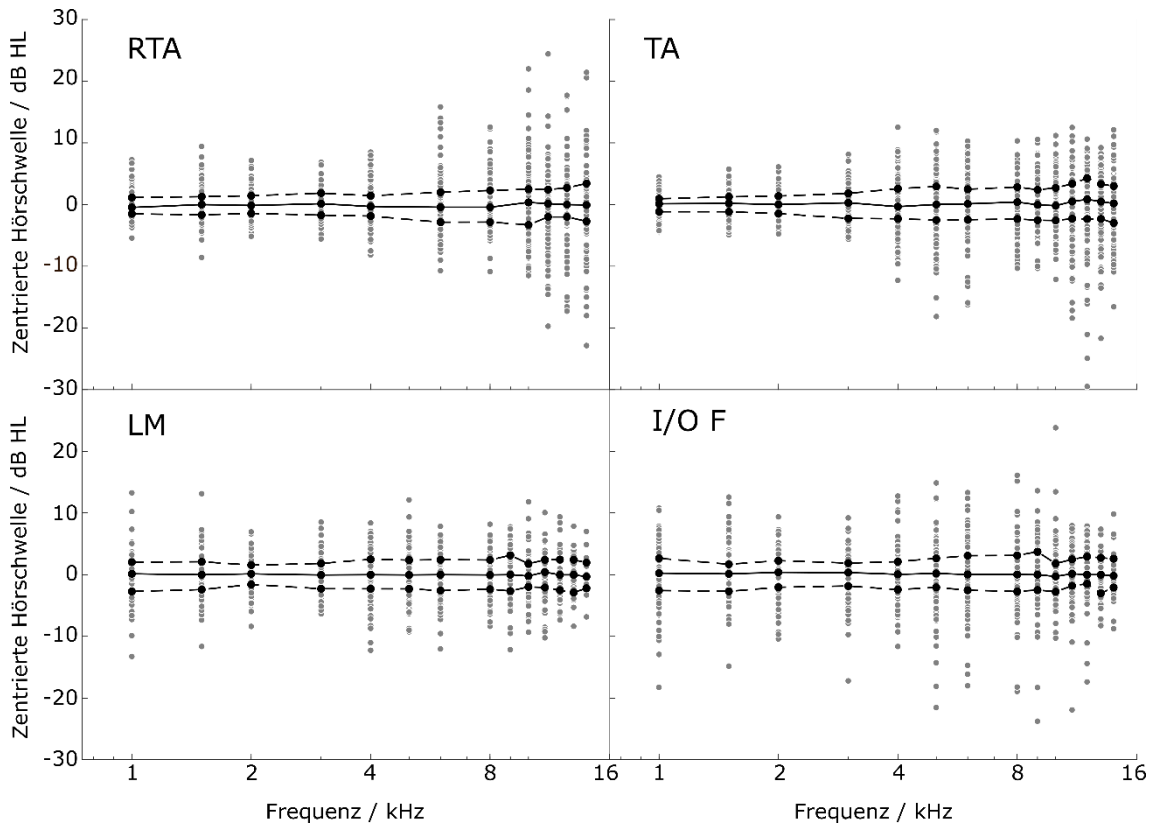 RTA
TA
Zentrierte Hörschwelle / dB HL
30
20
10
0
-10
-20
-30
LM
I/O F
Zentrierte Hörschwelle / dB HL
20
10
0
-10
-20
-30
1 2 4 8 16 1 2 4 8 16
Frequenz / kHz
Frequenz / kHz